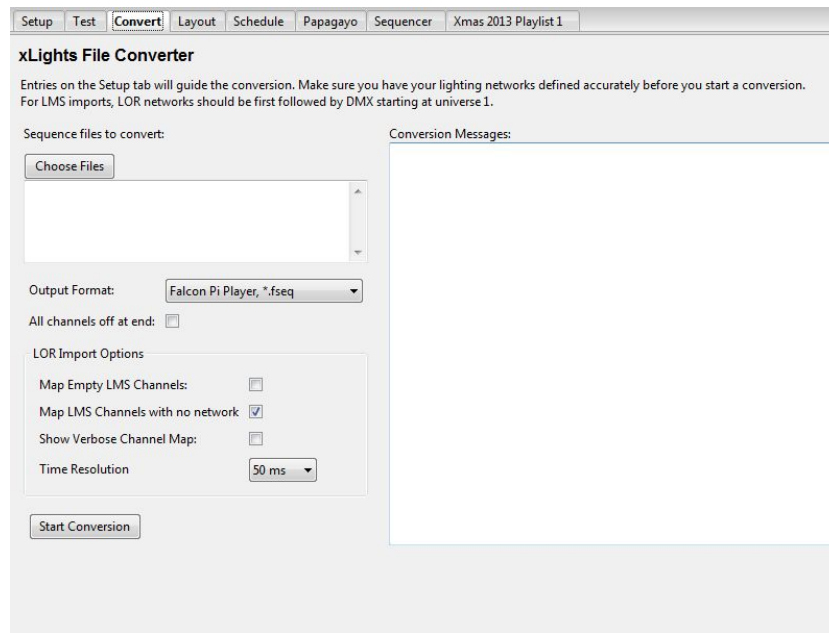 Setup Test Convert Layout Schedule Papagayo Sequencer Xmas 2013 Playlist 1
xLights File Converter
Entries on the Setup tab will guide the conversion. Make sure you have your lighting networks defined accurately before you start a conversion.
For LMS imports, LOR networks should be first followed by DMX starting at universe 1.
Sequence files to convert:
Conversion Messages:
Choose Files
Output Format: Falcon Pi Player, *.fseq
All channels off at end:
LOR Import Options
Map Empty LMS Channels:
Map LMS Channels with no network
Show Verbose Channel Map:
Time Resolution 50 ms
Start Conversion